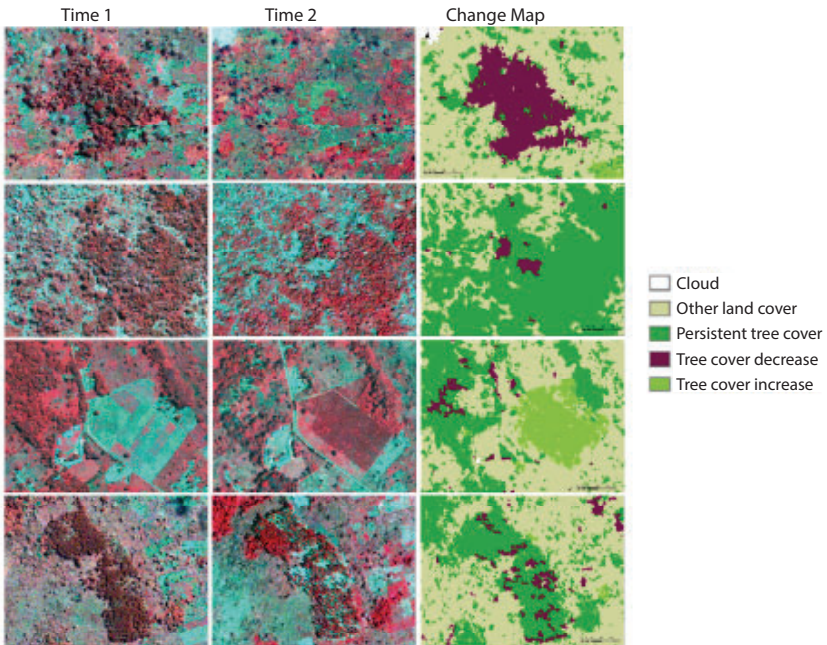 Time 1
Time 2
Change Map
Cloud
Other land cover
Persistent tree cover
Tree cover decrease
Tree cover increase